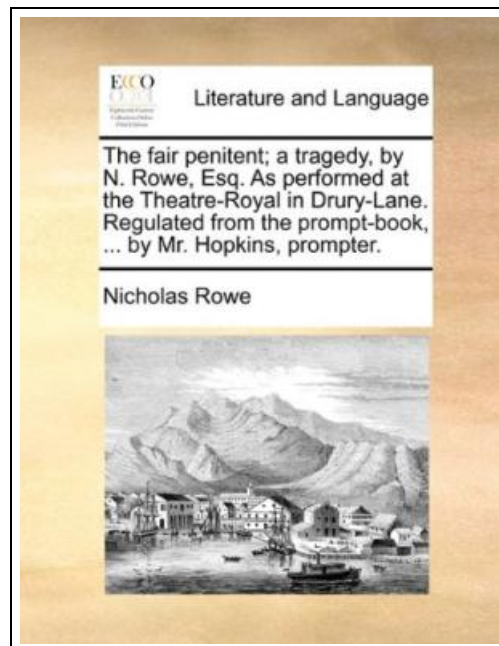 ECCO
Literature and Language
The fair penitent; a tragedy, by
N. Rowe, Esq. As performed at
the Theatre-Royal in Drury-Lane.
Regulated from the prompt-book,
... by Mr. Hopkins, prompter.
Nicholas Rowe